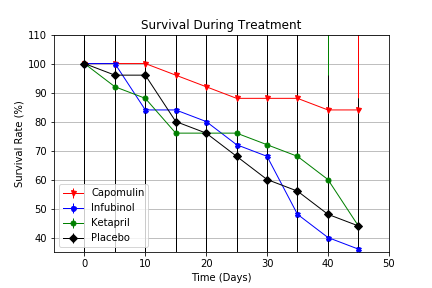 Survival During Treatment
110
100
90
80
70
60
50
40
Survival Rate (%)
Capomulin
Infubinol
Ketapril
Placebo
0 10 20 30 40 50
Time (Days)